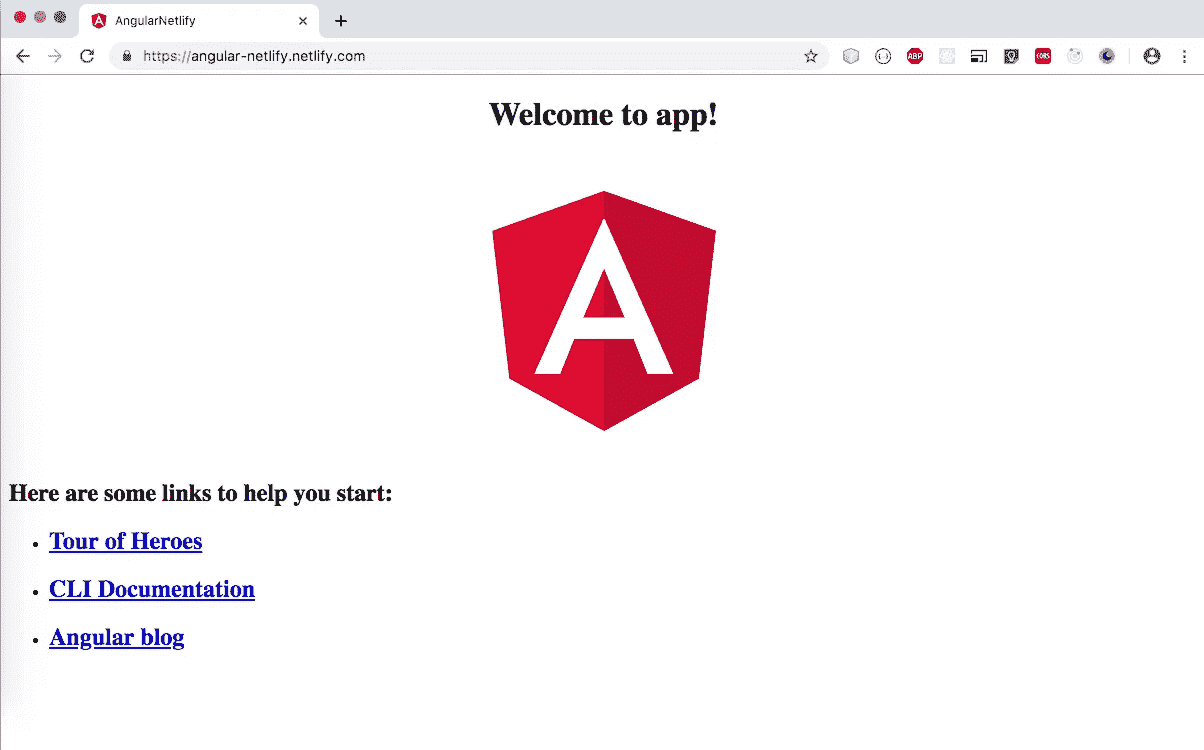 AngularNetlify
https://angular-netlify.netlify.com
ABP
CORS
Welcome to app!
A
Here are some links to help you start:
Tour of Heroes
CLI Documentation
Angular blog